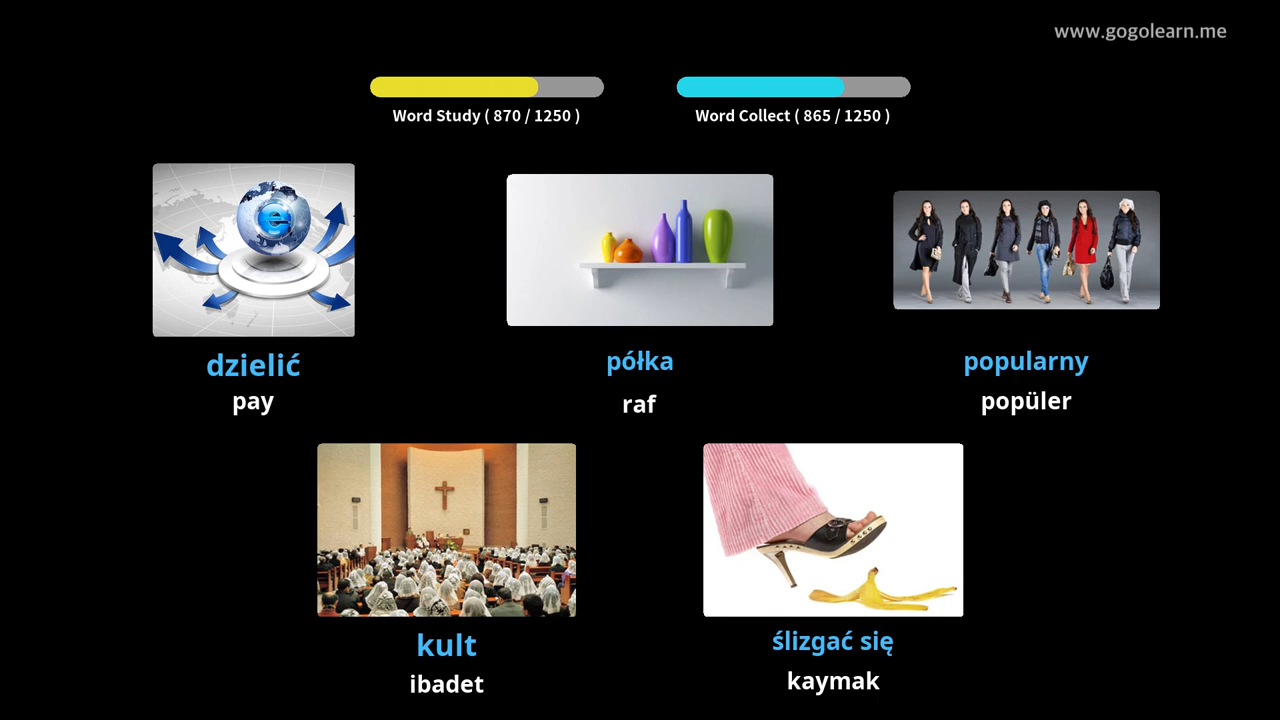 www.gogolearn.me
Word Study ( 870 / 1250 )
Word Collect ( 865 / 1250 )
e
dzielić
pay
półka
raf
popularny
popüler
kult
ibadet
ślizgać się
kaymak